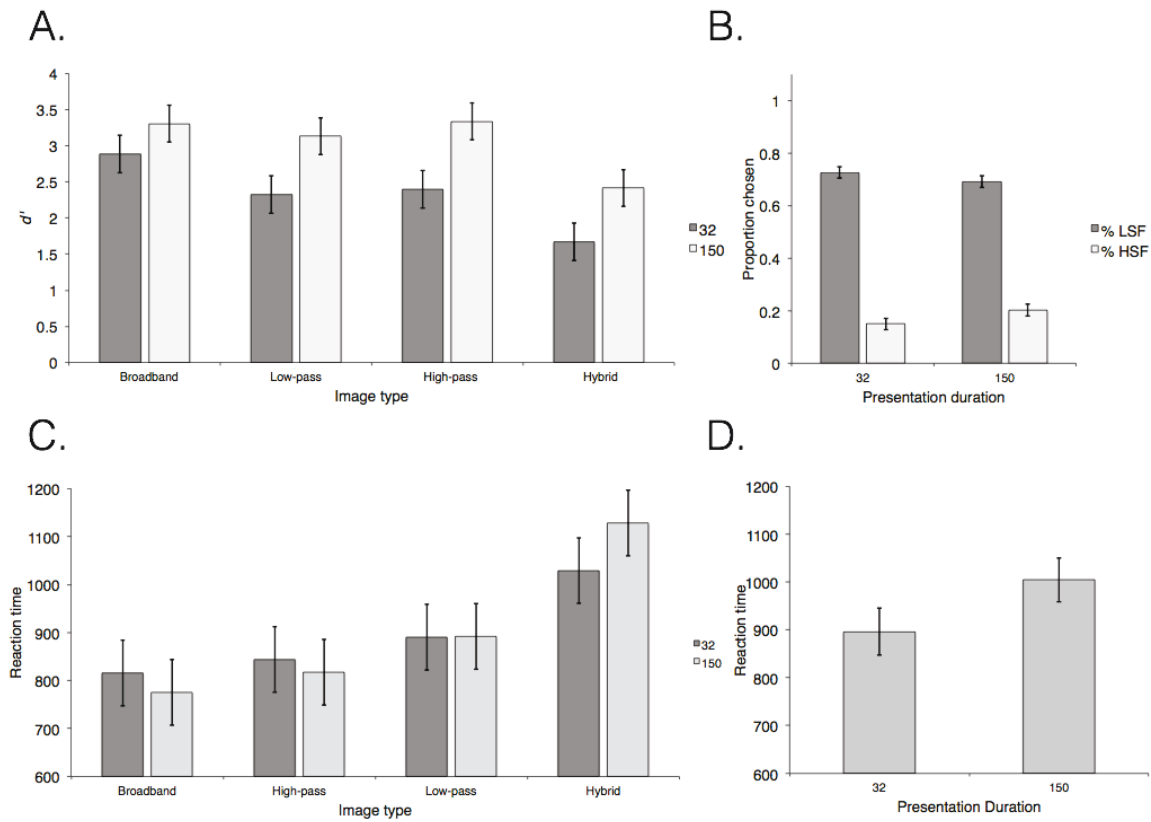 A.
4
3.5
3
2.5
2
1.5
1
0.5
0
d'
Broadband Low-pass High-pass Hybrid
Image type
32
150
B.
1
0.8
0.6
0.4
0.2
0
Proportion chosen
32 150
Presentation duration
% LSF
% HSF
C.
1200
1100
1000
900
800
700
600
Reaction time
Broadband High-pass Low-pass Hybrid
Image type
32
150
D.
1200
1100
1000
900
800
700
600
Reaction time
32 150
Presentation Duration